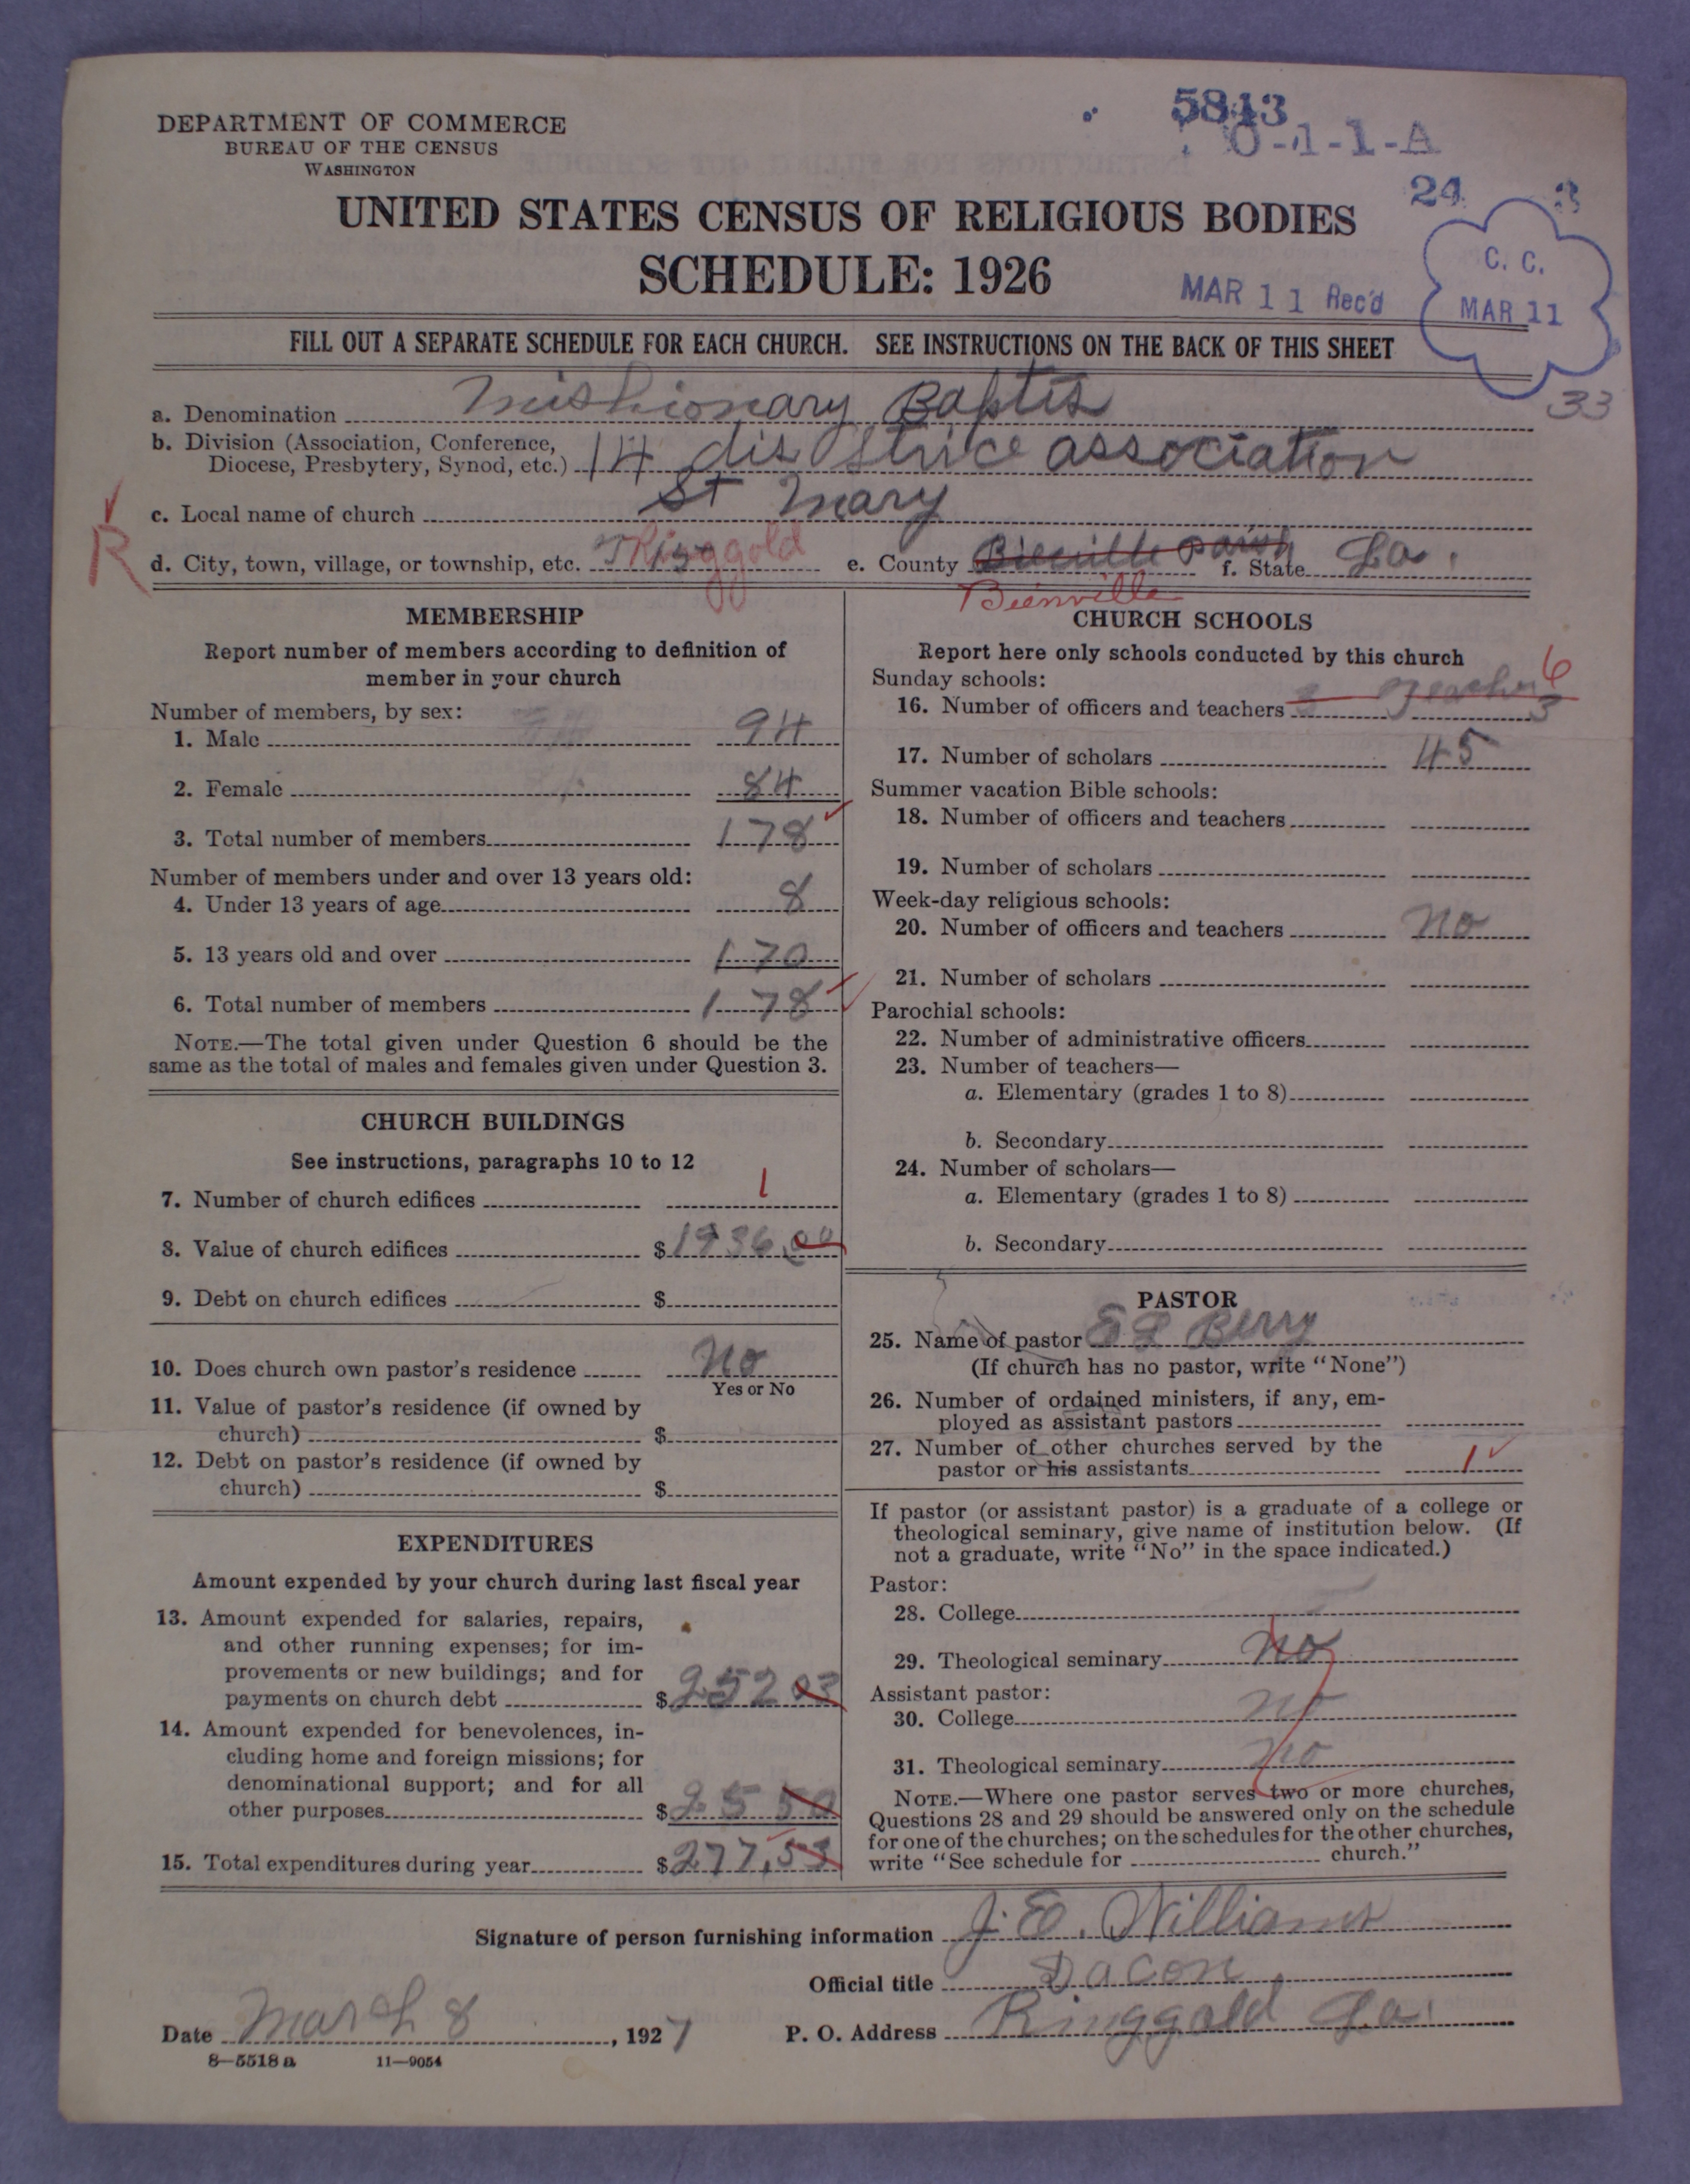 5843
0-1-1-A
DEPARTMENT OF COMMERCE
BUREAU OF THE CENSUS
WASHINGTON
24 3
UNITED STATES CENSUS OF RELIGIOUS BODIES
SCHEDULE: 1926
MAR 11 Rec'd
C. C.
MAR 11
FILL OUT A SEPARATE SCHEDULE FOR EACH CHURCH. SEE INSTRUCTIONS ON THE BACK OF THIS SHEET
33
a. Denomination Mishionary Baptis
b. Division (Association, Conference,
Diocese, Presbytery, Synod, etc.) 14 dis strice association
c. Local name of church St Mary
R
d. City, town, village, or township, etc. Ringgold e. County Bienville Parish f. State La.
Bienville
MEMBERSHIP
Report number of members according to definition of
member in your church
Number of members, by sex:
1. Male 94
2. Female 84
3. Total number of members 178
Number of members under and over 13 years old:
4. Under 13 years of age 8
5. 13 years old and over 170
6. Total number of members 178
NOTE.—The total given under Question 6 should be the
same as the total of males and females given under Question 3.
CHURCH BUILDINGS
See instructions, paragraphs 10 to 12
7. Number of church edifices 1
8. Value of church edifices $1936.00
9. Debt on church edifices $
10. Does church own pastor's residence No
Yes or No
11. Value of pastor's residence (if owned by
church) $
12. Debt on pastor's residence (if owned by
church) $
EXPENDITURES
Amount expended by your church during last fiscal year
13. Amount expended for salaries, repairs,
and other running expenses; for im-
provements or new buildings; and for
payments on church debt $252 03
14. Amount expended for benevolences, in-
cluding home and foreign missions; for
denominational support; and for all
other purposes $25 50
15. Total expenditures during year $277,53
CHURCH SCHOOLS
Report here only schools conducted by this church
Sunday schools:
6
16. Number of officers and teachers 3 teacher 3
17. Number of scholars 45
Summer vacation Bible schools:
18. Number of officers and teachers
19. Number of scholars
Week-day religious schools:
20. Number of officers and teachers No
21. Number of scholars
Parochial schools:
22. Number of administrative officers
23. Number of teachers—
a. Elementary (grades 1 to 8)
b. Secondary
24. Number of scholars—
a. Elementary (grades 1 to 8)
b. Secondary
PASTOR
25. Name of pastor E L Berry
(If church has no pastor, write "None")
26. Number of ordained ministers, if any, em-
ployed as assistant pastors
27. Number of other churches served by the
pastor or his assistants 1
If pastor (or assistant pastor) is a graduate of a college or
theological seminary, give name of institution below. (If
not a graduate, write "No" in the space indicated.)
Pastor:
28. College
29. Theological seminary No
Assistant pastor:
30. College no
31. Theological seminary no
NOTE.—Where one pastor serves two or more churches,
Questions 28 and 29 should be answered only on the schedule
for one of the churches; on the schedules for the other churches,
write "See schedule for church."
Signature of person furnishing information J. E. Williams
Official title Dacon
Date March 8, 1927 P. O. Address Ringgold La.
8—5518 a 11—9054